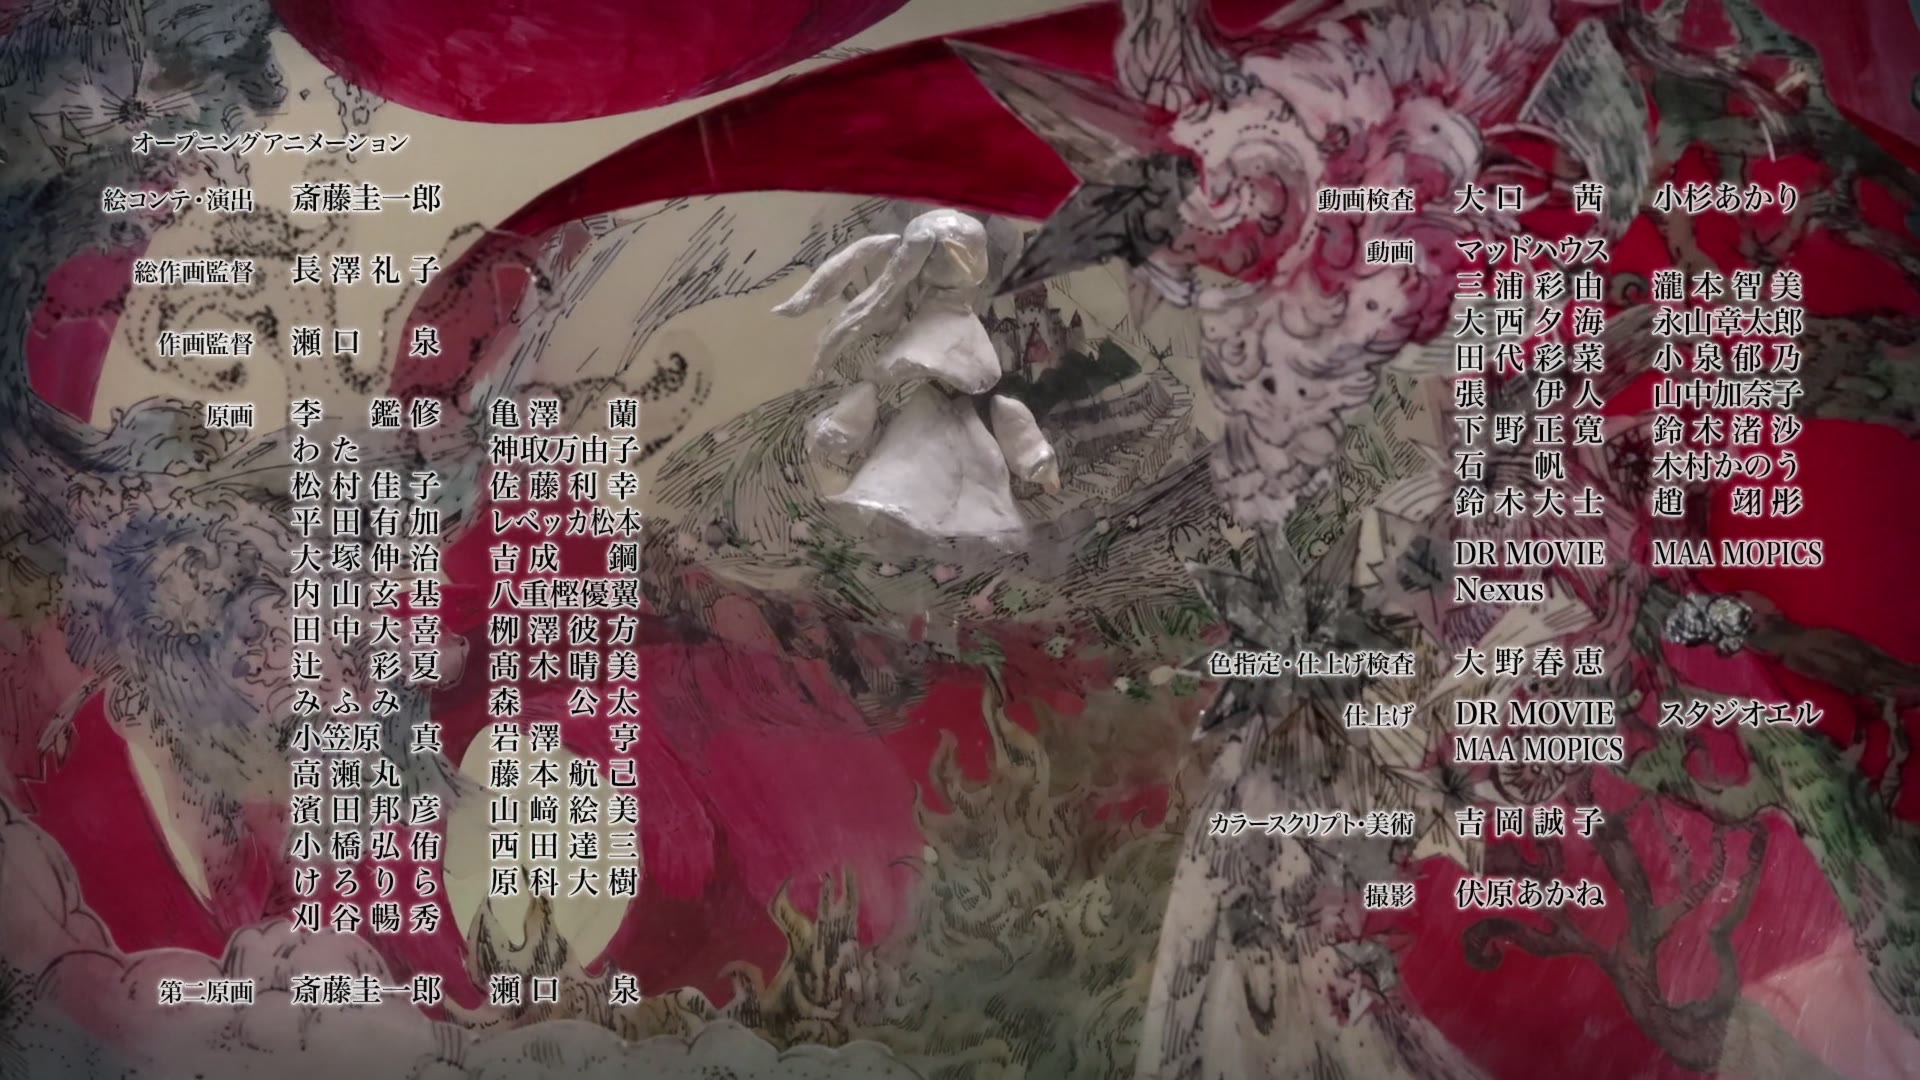 オープニングアニメーション
絵コンテ・演出 斎藤圭一郎
総作画監督 長澤礼子
作画監督 瀬口 泉
原画 李 鑑修 亀澤 蘭
わた 神取万由子
松村佳子 佐藤利幸
平田有加 レベッカ松本
大塚伸治 吉成 鋼
内山玄基 八重樫優翼
田中大喜 栁澤彼方
辻 彩夏 髙木晴美
みふみ 森 公太
小笠原 真 岩澤 亨
高瀬丸 藤本航己
濱田邦彦 山﨑絵美
小橋弘侑 西田達三
けろりら 原科大樹
刈谷暢秀
第二原画 斎藤圭一郎 瀬口 泉
動画検査 大口 茜 小杉あかり
動画 マッドハウス
三浦彩由 瀧本智美
大西夕海 永山章太郎
田代彩菜 小泉郁乃
張 伊人 山中加奈子
下野正寛 鈴木渚沙
石 帆 木村かのう
鈴木大士 趙 翊彤
DR MOVIE MAA MOPICS
Nexus
色指定・仕上げ検査 大野春恵
仕上げ DR MOVIE スタジオエル
MAA MOPICS
カラースクリプト・美術 吉岡誠子
撮影 伏原あかね